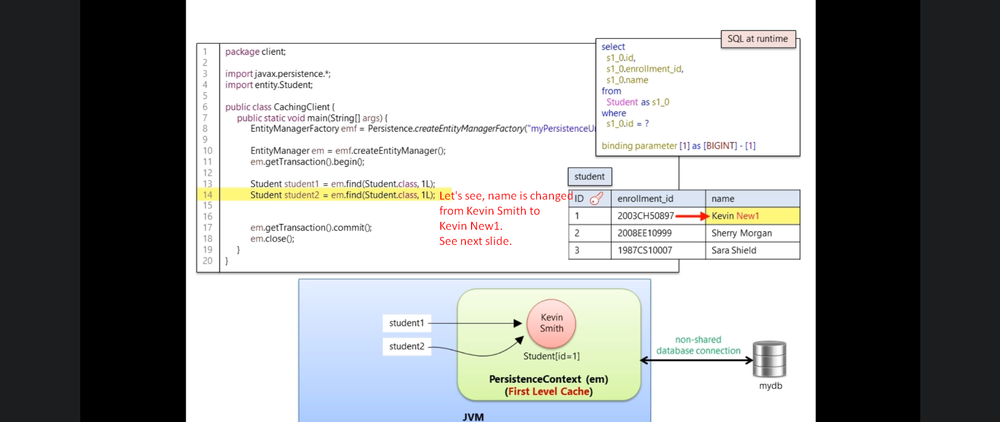 1 package client;
2
3 import javax.persistence.*;
4 import entity.Student;
5
6 public class CachingClient {
7 public static void main(String[] args) {
8 EntityManagerFactory emf = Persistence.createEntityManagerFactory("myPersistenceU
9
10 EntityManager em = emf.createEntityManager();
11 em.getTransaction().begin();
12
13 Student student1 = em.find(Student.class, 1L);
14 Student student2 = em.find(Student.class, 1L);
15
16
17 em.getTransaction().commit();
18 em.close();
19 }
20 }
Let's see, name is changed
from Kevin Smith to
Kevin New1.
See next slide.
SQL at runtime
select
s1_0.id,
s1_0.enrollment_id,
s1_0.name
from
Student as s1_0
where
s1_0.id = ?
binding parameter [1] as [BIGINT] - [1]
student
ID enrollment_id name
1 2003CH50897 Kevin New1
2 2008EE10999 Sherry Morgan
3 1987CS10007 Sara Shield
student1
student2
Kevin
Smith
Student[id=1]
PersistenceContext (em)
(First Level Cache)
JVM
non-shared
database connection
mydb